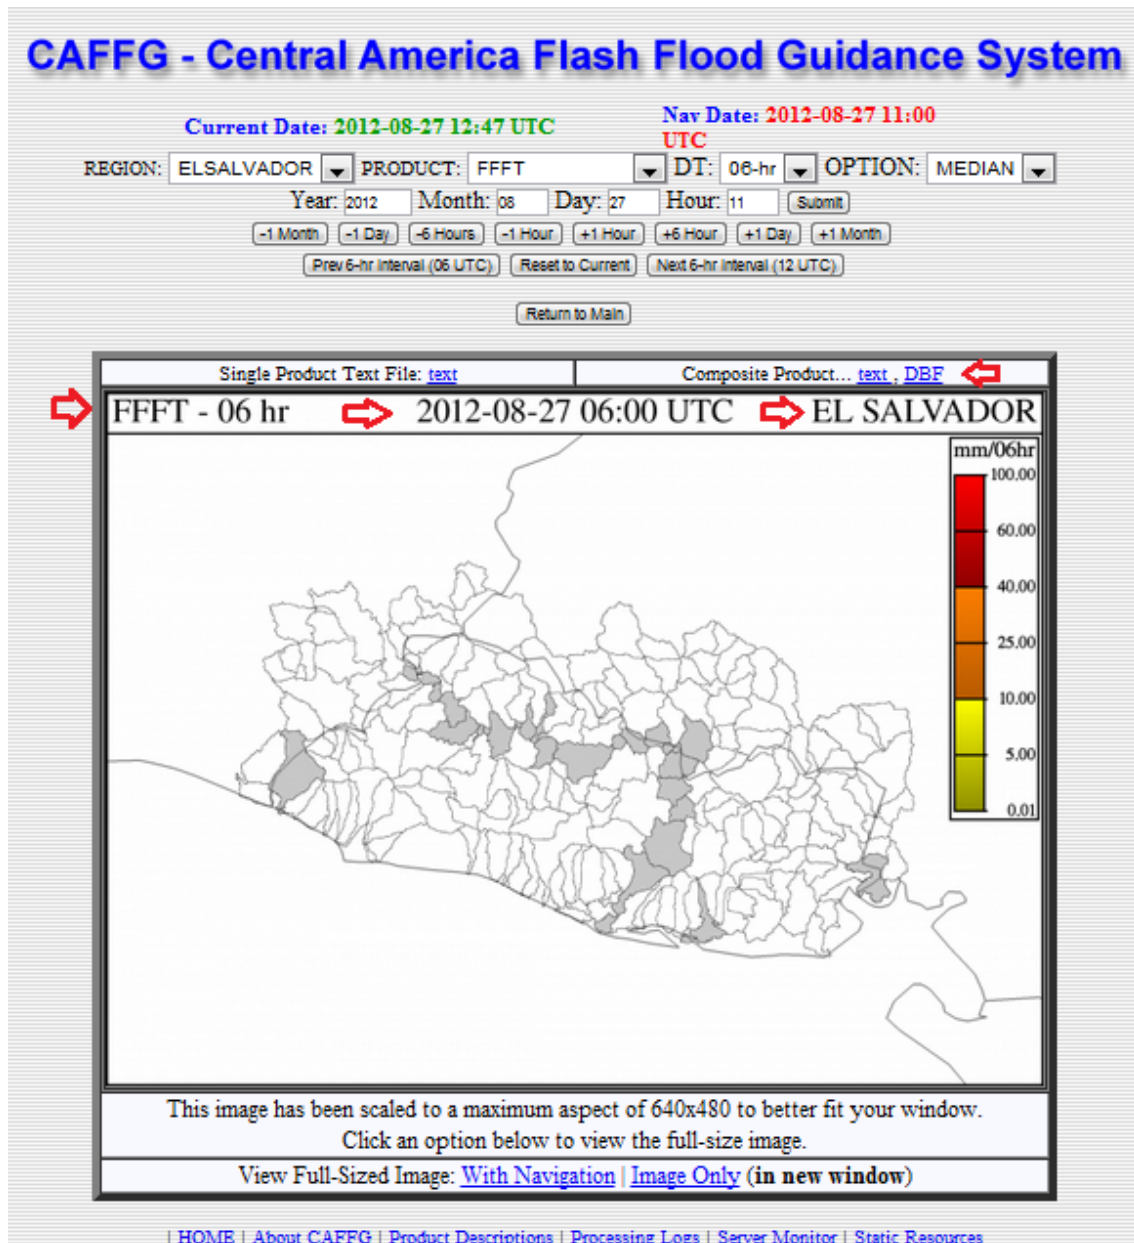 CAFFG - Central America Flash Flood Guidance System
Current Date: 2012-08-27 12:47 UTC Nav Date: 2012-08-27 11:00 UTC
REGION: ELSALVADOR PRODUCT: FFFT DT: 06-hr OPTION: MEDIAN
Year: 2012 Month: 08 Day: 27 Hour: 11 Submit
-1 Month -1 Day -6 Hours -1 Hour +1 Hour +6 Hour +1 Day +1 Month
Prev 6-hr Interval (06 UTC) Reset to Current Next 6-hr Interval (12 UTC)
Return to Main
Single Product Text File: text Composite Product... text , DBF
FFFT - 06 hr 2012-08-27 06:00 UTC EL SALVADOR
mm/06hr
100.00
60.00
40.00
25.00
10.00
5.00
0.01
This image has been scaled to a maximum aspect of 640x480 to better fit your window.
Click an option below to view the full-size image.
View Full-Sized Image: With Navigation | Image Only (in new window)
| HOME | About CAFFG | Product Descriptions | Processing Logs | Server Monitor | Static Resources